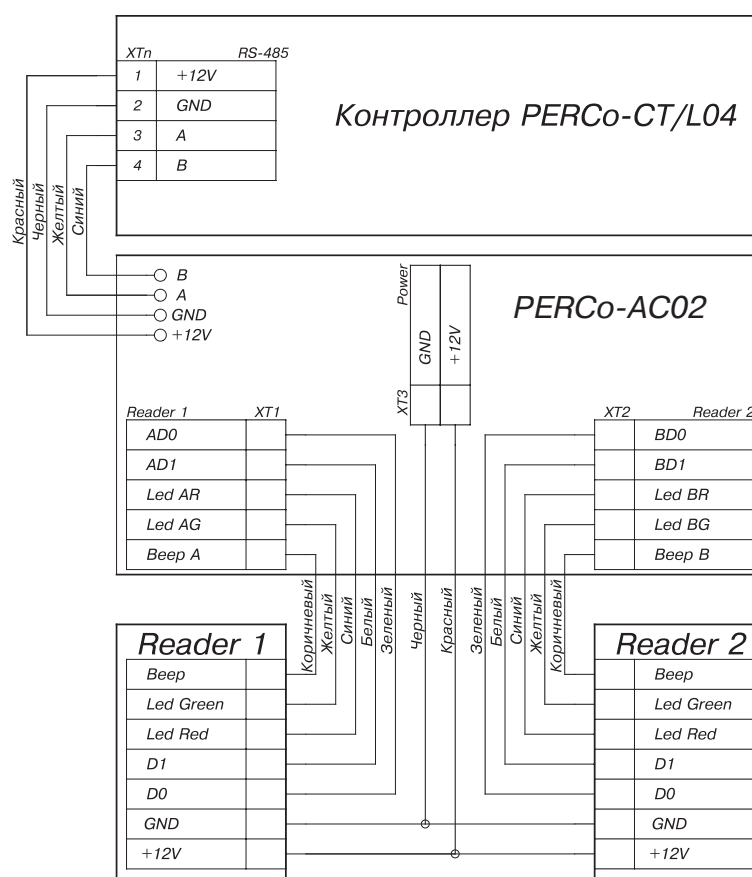 XTn RS-485
1 +12V
2 GND
3 A
4 B
Контроллер PERCo-CT/L04
Красный
Черный
Желтый
Синий
B
A
GND
+12V
Power
GND
+12V
XT3
PERCo-AC02
Reader 1 XT1
AD0
AD1
Led AR
Led AG
Beep A
XT2 Reader 2
BD0
BD1
Led BR
Led BG
Beep B
Коричневый
Желтый
Синий
Белый
Зеленый
Черный
Красный
Зеленый
Белый
Синий
Желтый
Коричневый
Reader 1
Beep
Led Green
Led Red
D1
D0
GND
+12V
Reader 2
Beep
Led Green
Led Red
D1
D0
GND
+12V